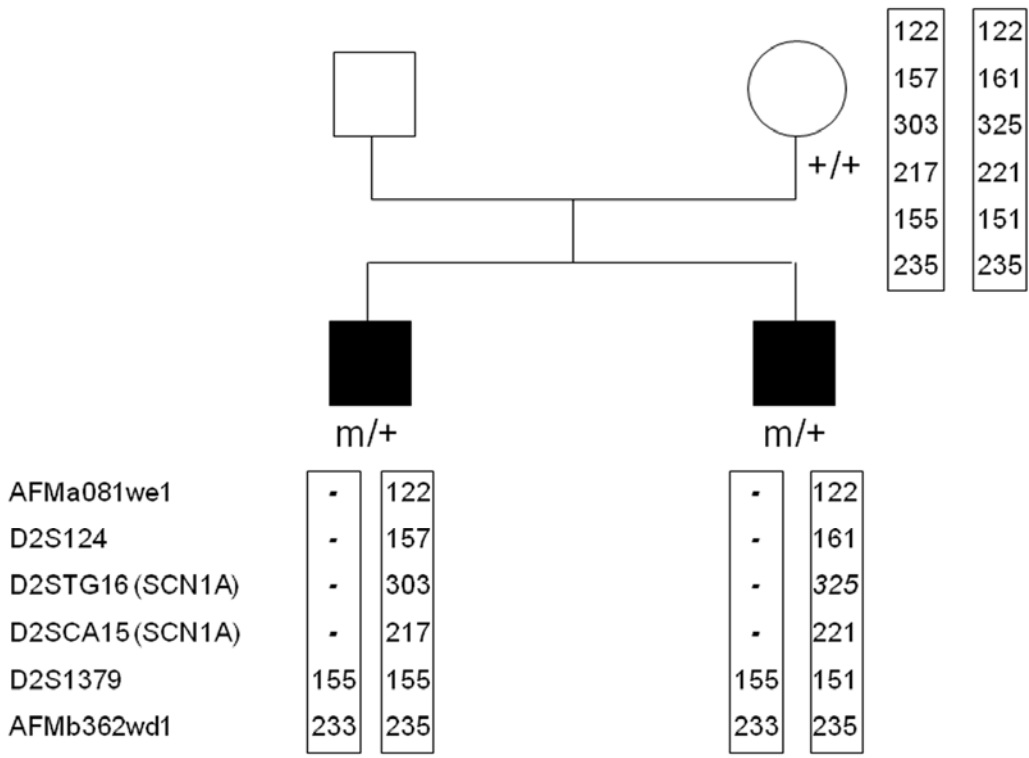 122 122
157 161
303 325
+/+ 217 221
155 151
235 235
m/+ m/+
AFMa081we1 - 122 - 122
D2S124 - 157 - 161
D2STG16 (SCN1A) - 303 - 325
D2SCA15 (SCN1A) - 217 - 221
D2S1379 155 155 155 151
AFMb362wd1 233 235 233 235